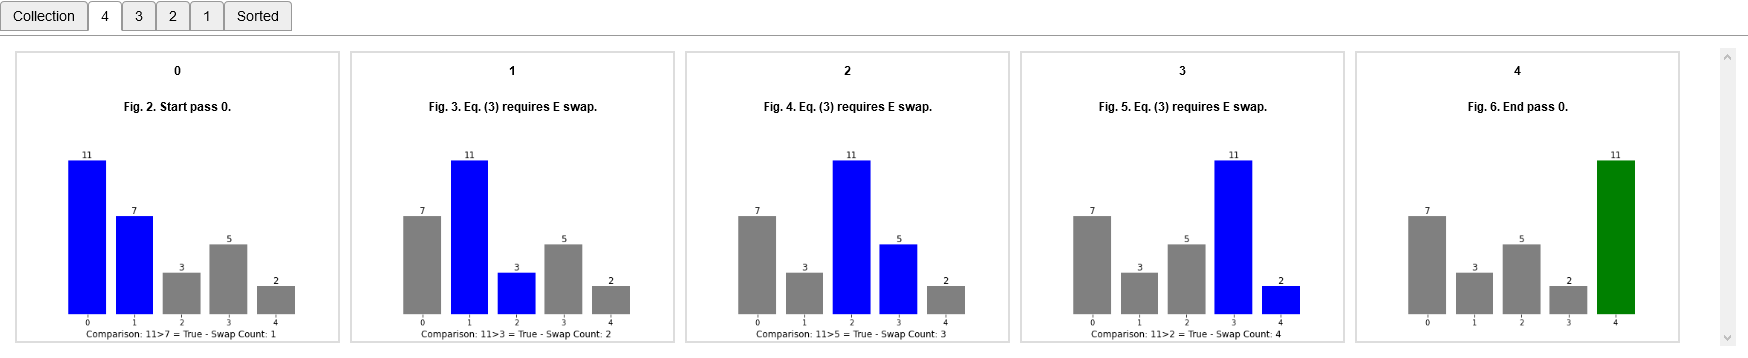 Collection 4 3 2 1 Sorted
0
Fig. 2. Start pass 0.
11
7
3
5
2
0 1 2 3 4
Comparison: 11>7 = True - Swap Count: 1
1
Fig. 3. Eq. (3) requires E swap.
7
11
3
5
2
0 1 2 3 4
Comparison: 11>3 = True - Swap Count: 2
2
Fig. 4. Eq. (3) requires E swap.
7
3
11
5
2
0 1 2 3 4
Comparison: 11>5 = True - Swap Count: 3
3
Fig. 5. Eq. (3) requires E swap.
7
3
5
11
2
0 1 2 3 4
Comparison: 11>2 = True - Swap Count: 4
4
Fig. 6. End pass 0.
7
3
5
2
11
0 1 2 3 4